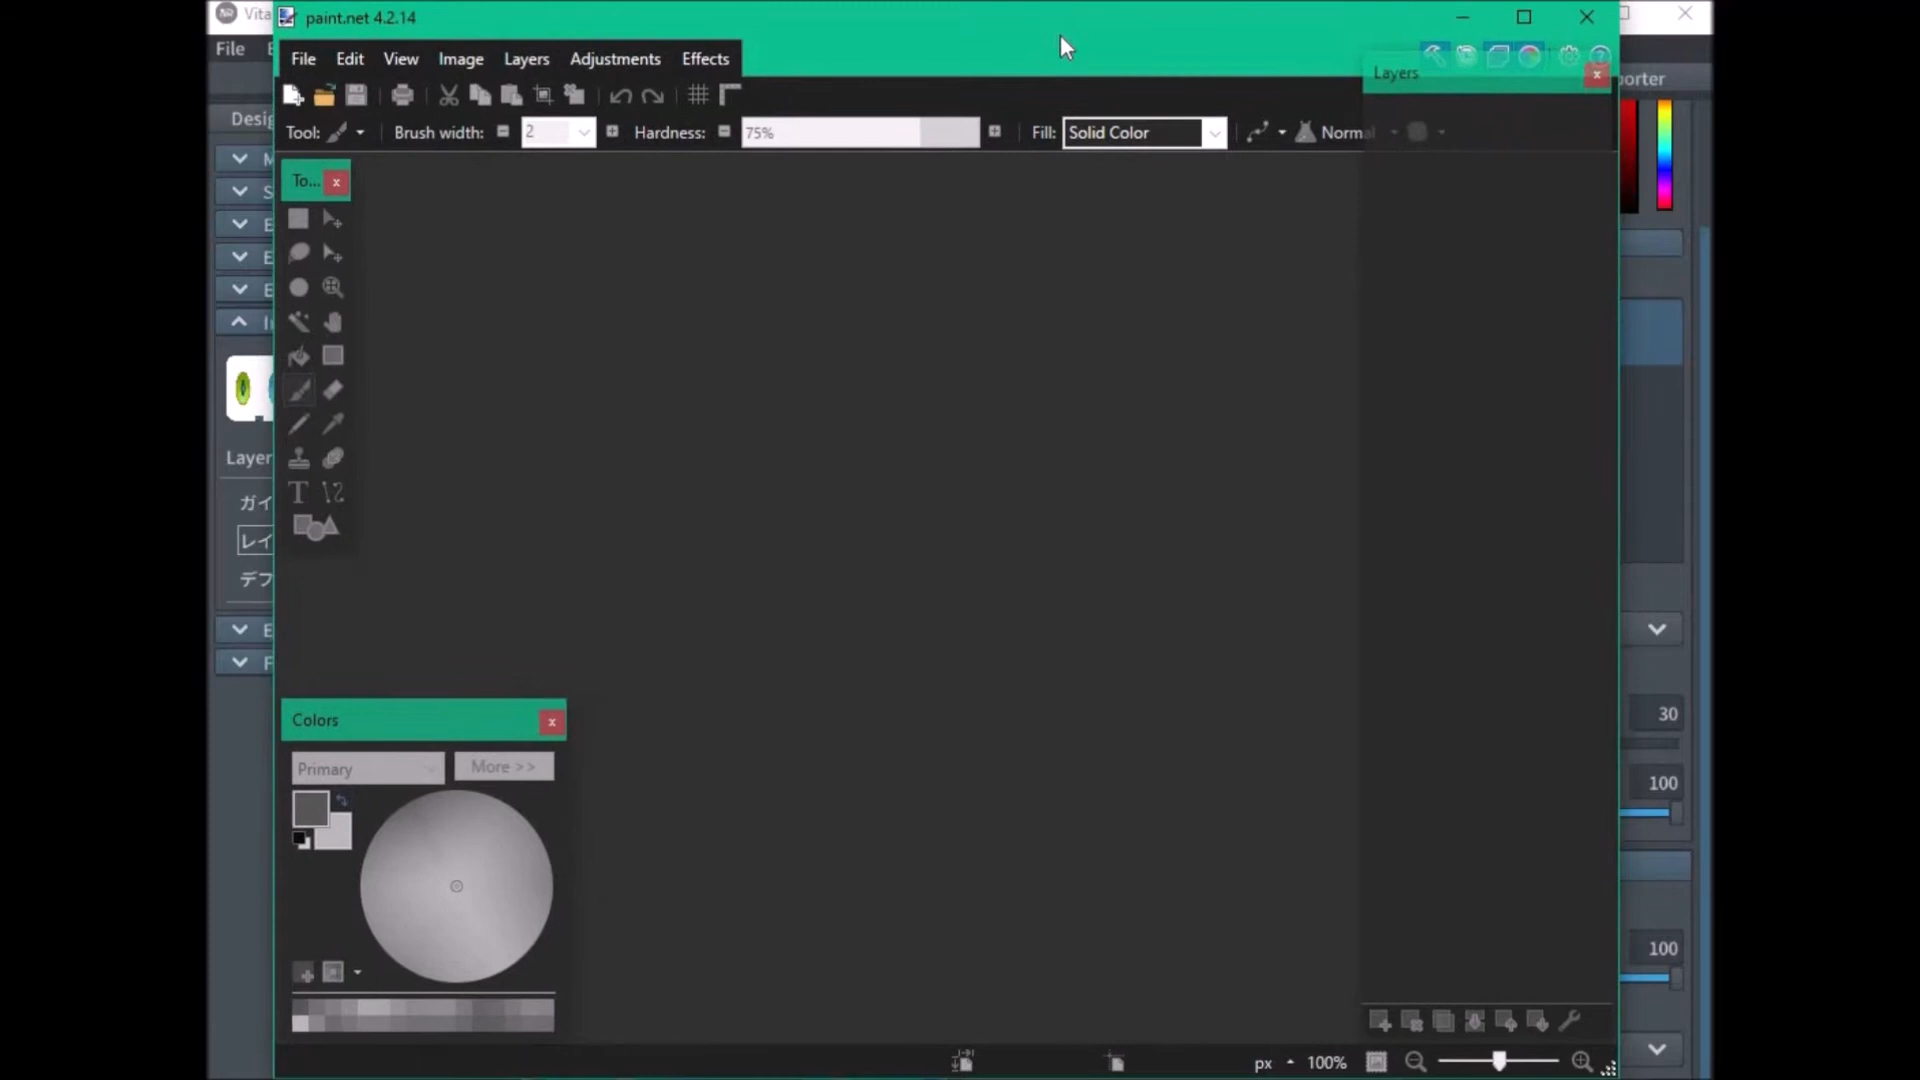 Vita
paint.net 4.2.14
File
File Edit View Image Layers Adjustments Effects
Layers
orter
Tool: Brush width: 2 Hardness: 75% Fill: Solid Color Normal
Desig
To...
Layer
ガイ
レイ
デフ
Colors
Primary More >>
30
100
100
px 100%